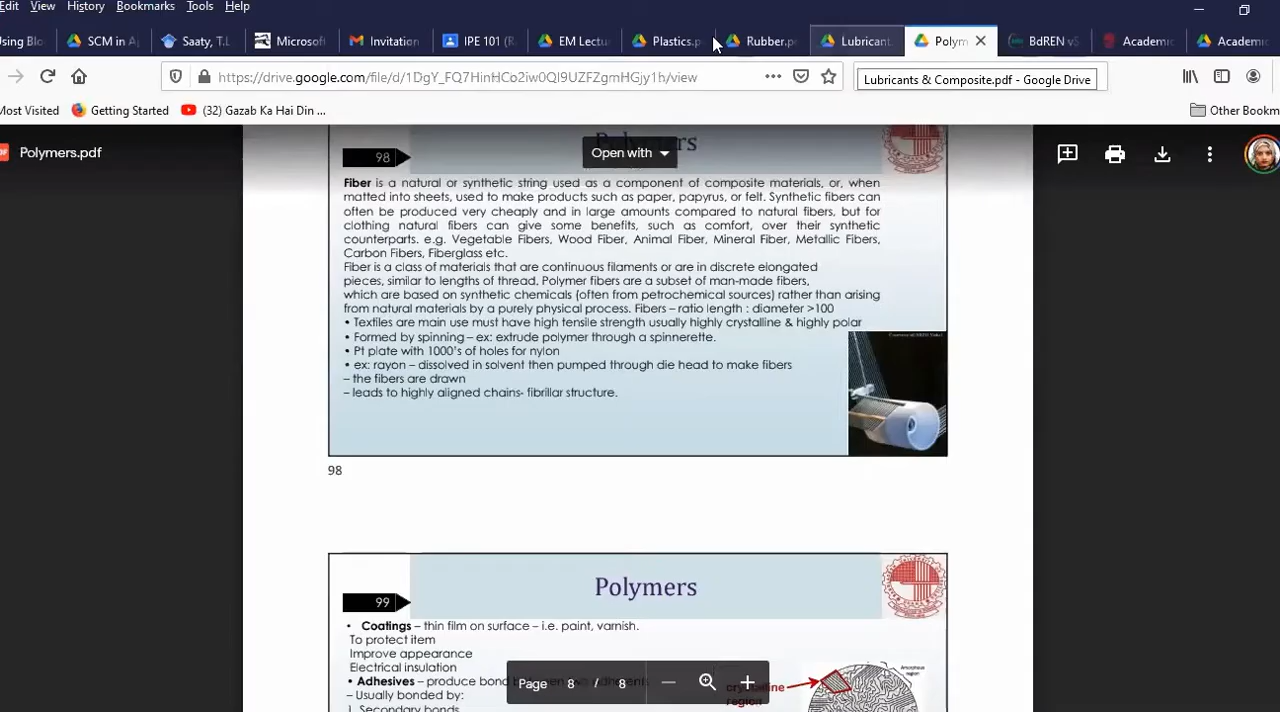 Edit View History Bookmarks Tools Help
sing Blo SCM in A Saaty, T.L Microsof Invitation IPE 101 (R EM Lectu Plastics.p Rubber.pd Lubricant Polym BdREN vS Academi Academi
https://drive.google.com/file/d/1DgY_FQ7HinHCo2iw0QI9UZFZgmHGjy1h/view
Lubricants & Composite.pdf - Google Drive
Most Visited Getting Started (32) Gazab Ka Hai Din ... Other Bookm
Polymers.pdf
Open with
98
Fiber is a natural or synthetic string used as a component of composite materials, or, when
matted into sheets, used to make products such as paper, papyrus, or felt. Synthetic fibers can
often be produced very cheaply and in large amounts compared to natural fibers, but for
clothing natural fibers can give some benefits, such as comfort, over their synthetic
counterparts. e.g. Vegetable Fibers, Wood Fiber, Animal Fiber, Mineral Fiber, Metallic Fibers,
Carbon Fibers, Fiberglass etc.
Fiber is a class of materials that are continuous filaments or are in discrete elongated
pieces, similar to lengths of thread. Polymer fibers are a subset of man-made fibers,
which are based on synthetic chemicals (often from petrochemical sources) rather than arising
from natural materials by a purely physical process. Fibers – ratio length : diameter >100
• Textiles are main use must have high tensile strength usually highly crystalline & highly polar
• Formed by spinning – ex: extrude polymer through a spinnerette.
• Pt plate with 1000's of holes for nylon
• ex: rayon – dissolved in solvent then pumped through die head to make fibers
– the fibers are drawn
– leads to highly aligned chains- fibrillar structure.
98
Polymers
99
• Coatings – thin film on surface – i.e. paint, varnish.
To protect item
Improve appearance
Electrical insulation
• Adhesives – produce bond
– Usually bonded by:
Secondary bonds
Page 8 / 8
crystalline
region
Amorphous
region